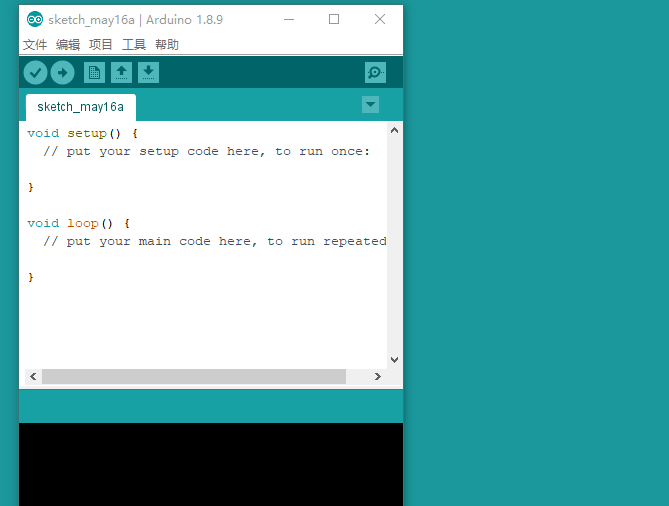 sketch_may16a | Arduino 1.8.9
文件 编辑 项目 工具 帮助
sketch_may16a
void setup() {
  // put your setup code here, to run once:
}
void loop() {
  // put your main code here, to run repeated
}